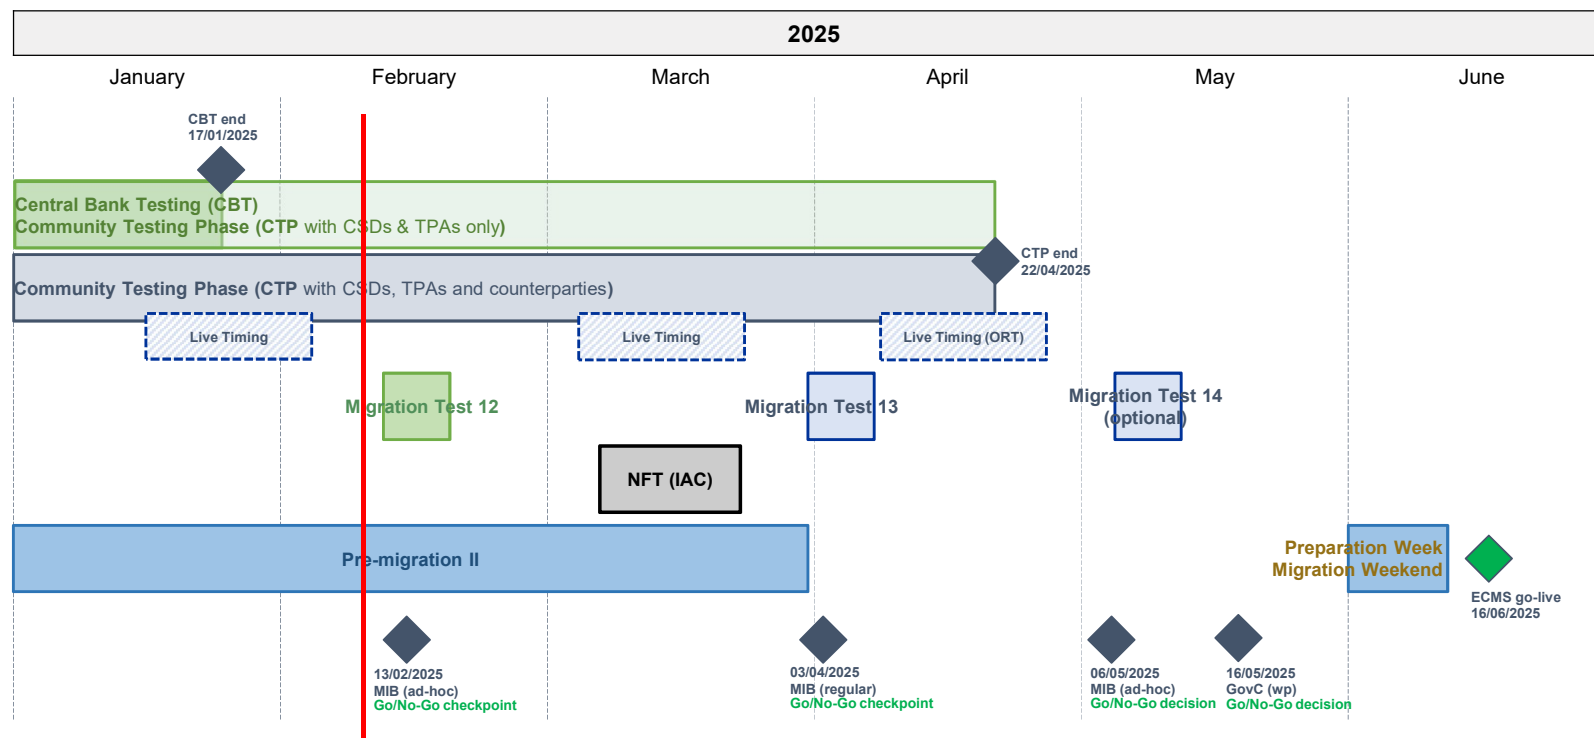 2025
January
February
March
April
May
June
CBT end
17/01/2025
Central Bank Testing (CBT)
Community Testing Phase (CTP with CSDs & TPAs only)
CTP end
22/04/2025
Community Testing Phase (CTP with CSDs, TPAs and counterparties)
Live Timing
Live Timing
Live Timing (ORT)
Migration Test 12
Migration Test 13
Migration Test 14
(optional)
NFT (IAC)
Pre-migration II
Preparation Week
Migration Weekend
ECMS go-live
16/06/2025
13/02/2025
MIB (ad-hoc)
Go/No-Go checkpoint
03/04/2025
MIB (regular)
Go/No-Go checkpoint
06/05/2025
MIB (ad-hoc)
Go/No-Go decision
16/05/2025
GovC (wp)
Go/No-Go decision